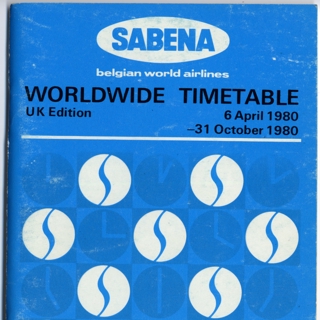 SABENA
belgian world airlines
WORLDWIDE TIMETABLE
UK Edition 6 April 1980
–31 October 1980